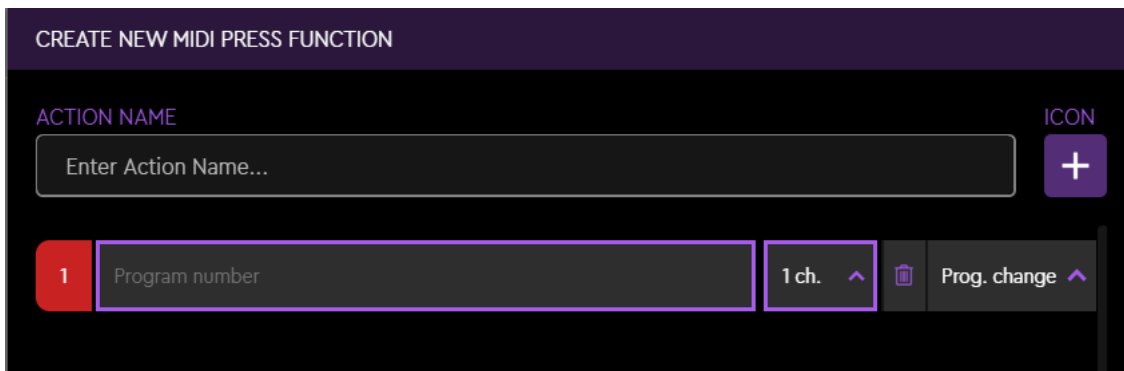 CREATE NEW MIDI PRESS FUNCTION
ACTION NAME ICON
Enter Action Name...
1 Program number 1 ch. Prog. change